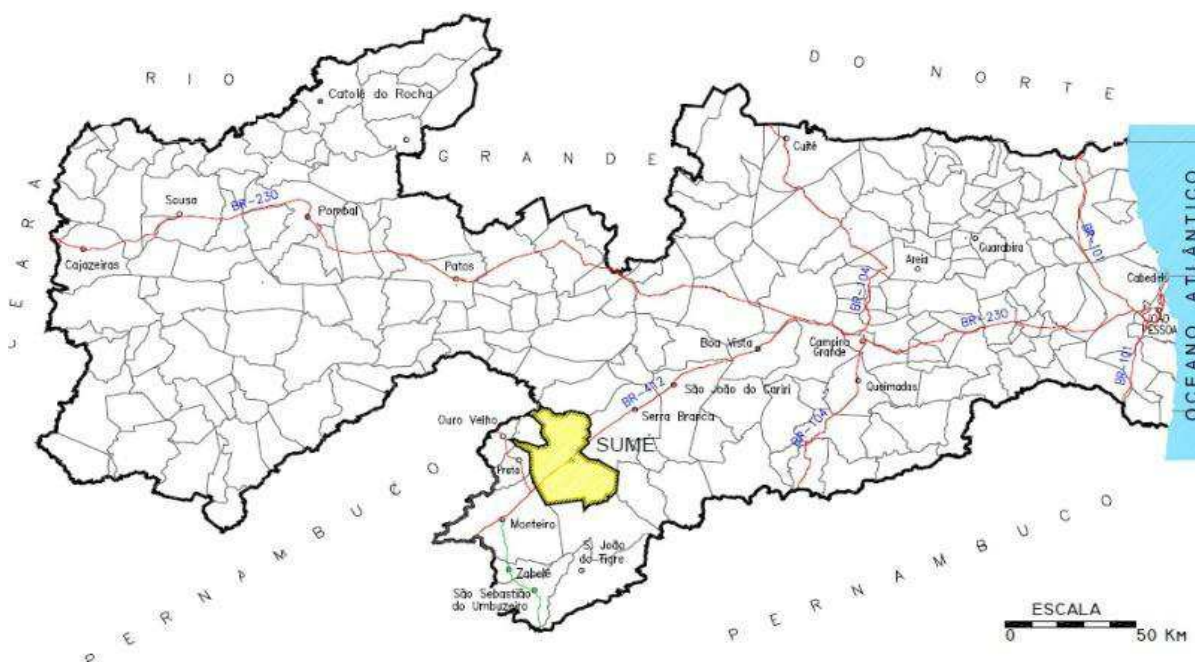 RIO
GRANDE
DO NORTE
CEARA
Catolé do Rocha
Cuité
Sousa
BR-230
Pombal
Cajazeiras
Patos
Areia
Guarabira
BR-101
Cabedelo
JOÃO
PESSOA
BR-104
BR-230
Boa Vista
Campina
Grande
BR-101
OCEANO ATLÂNTICO
São João do Cariri
Queimadas
BR-412
Serra Branca
BR-104
Ouro Velho
SUMÉ
Prata
Monteiro
S. João
do Tigre
Zabelê
São Sebastião
do Umbuzeiro
PERNAMBUCO
PERNAMBUCO
ESCALA
0 50 KM